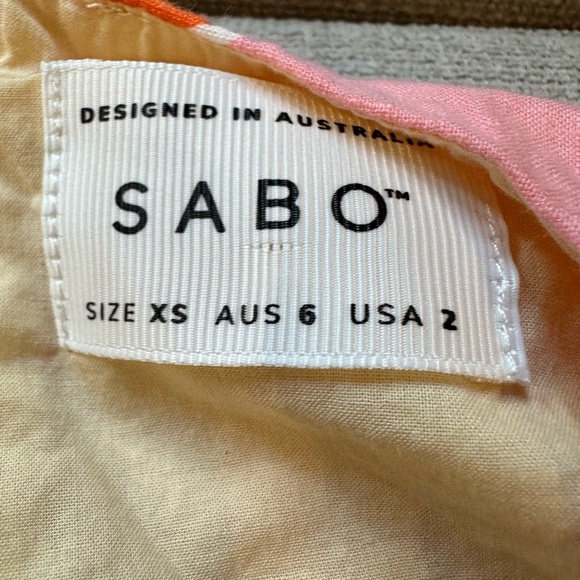 DESIGNED IN AUSTRALIA
SABO™
SIZE XS AUS 6 USA 2